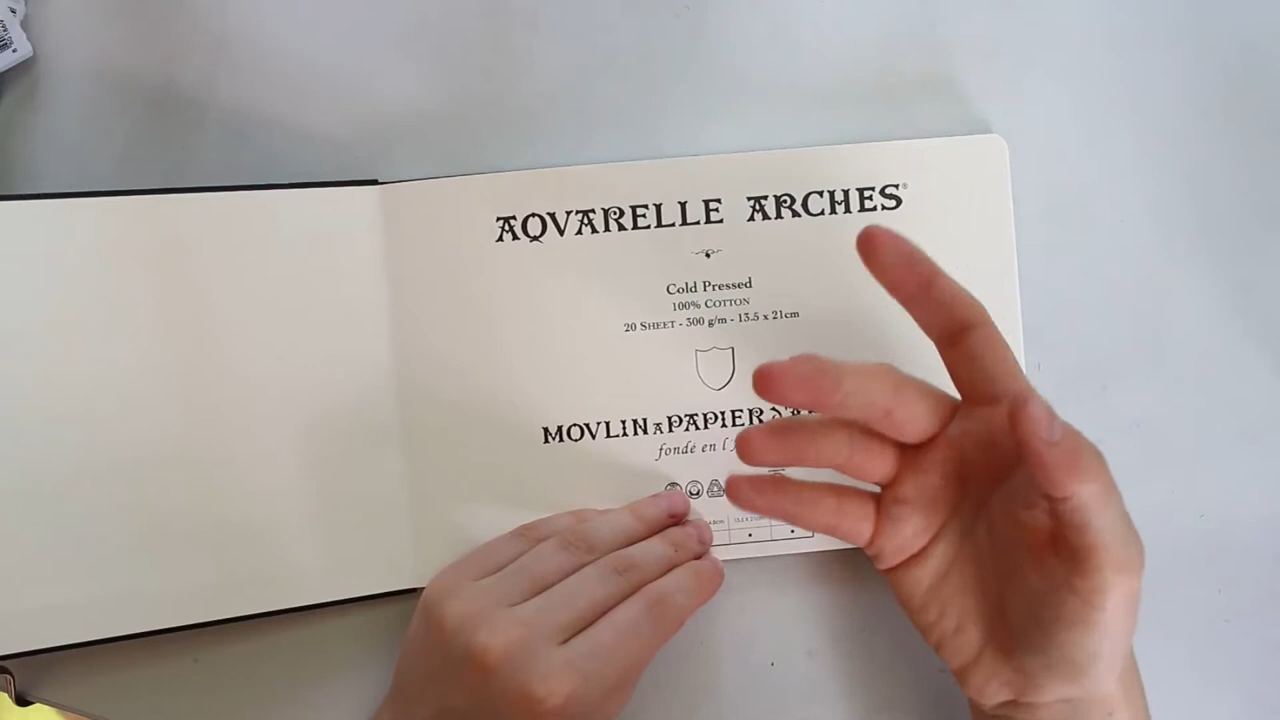 AQVARELLE ARCHES®
Cold Pressed
100% COTTON
20 SHEET - 300 g/m - 13.5 x 21cm
MOVLIN A PAPIER
fondé en l